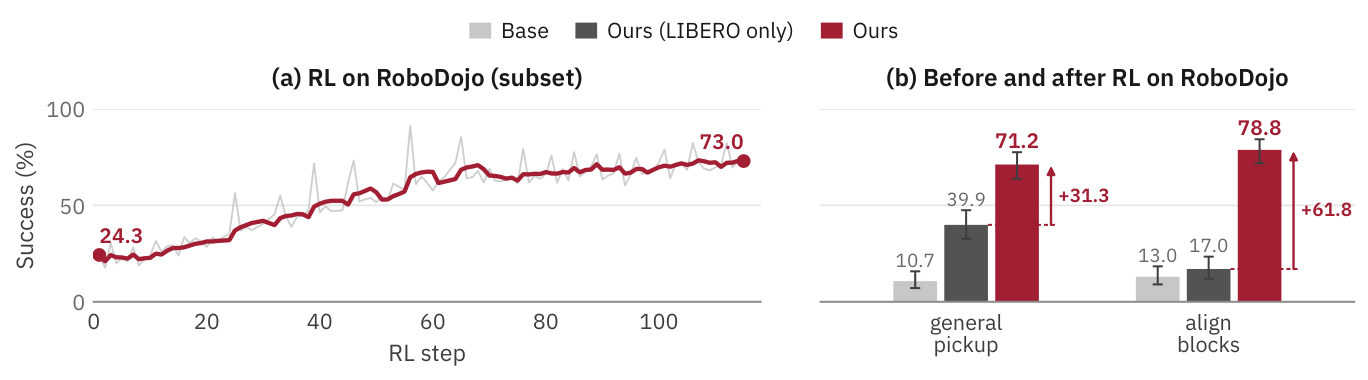 Base Ours (LIBERO only) Ours
(a) RL on RoboDojo (subset)
100
50
0
Success (%)
24.3
73.0
0 20 40 60 80 100
RL step
(b) Before and after RL on RoboDojo
10.7
39.9
71.2
+31.3
13.0
17.0
78.8
+61.8
general
pickup
align
blocks